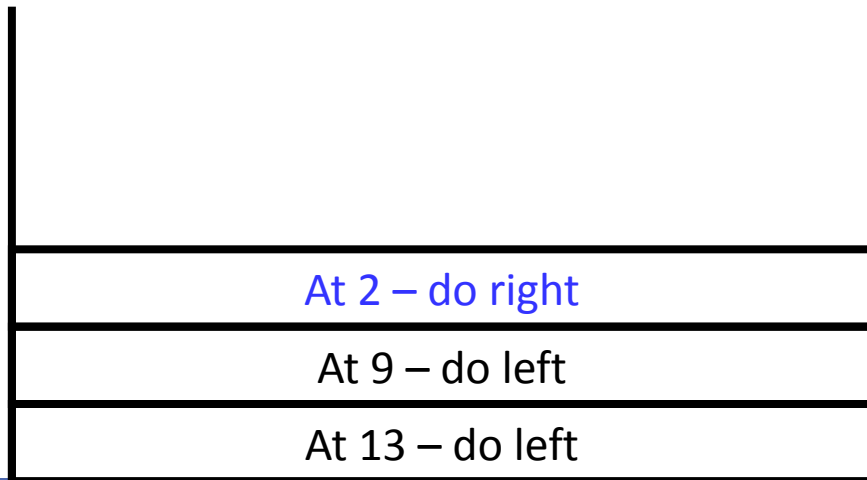 At 2 – do right
At 9 – do left
At 13 – do left